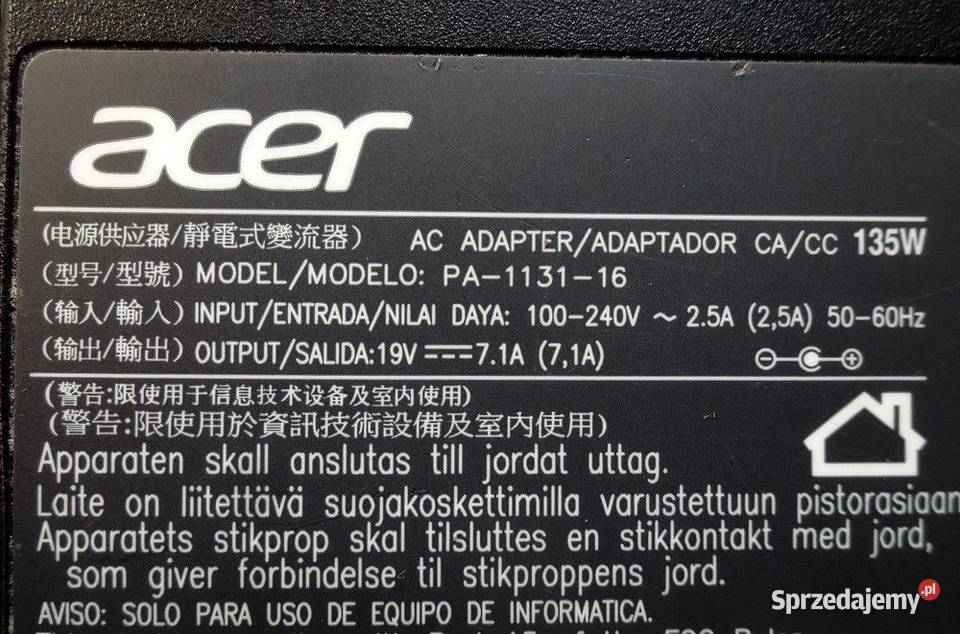 acer
(电源供应器/靜電式變流器) AC ADAPTER/ADAPTADOR CA/CC 135W
(型号/型號) MODEL/MODELO: PA-1131-16
(输入/輸入) INPUT/ENTRADA/NILAI DAYA: 100-240V ~ 2.5A (2,5A) 50-60Hz
(输出/輸出) OUTPUT/SALIDA:19V⎓7.1A (7,1A)
(警告:限使用于信息技术设备及室内使用)
(警告:限使用於資訊技術設備及室內使用)
Apparaten skall anslutas till jordat uttag.
Laite on liitettävä suojakoskettimilla varustettuun pistorasiaan
Apparatets stikprop skal tilsluttes en stikkontakt med jord,
som giver forbindelse til stikproppens jord.
AVISO: SOLO PARA USO DE EQUIPO DE INFORMATICA.
Sprzedajemy.pl